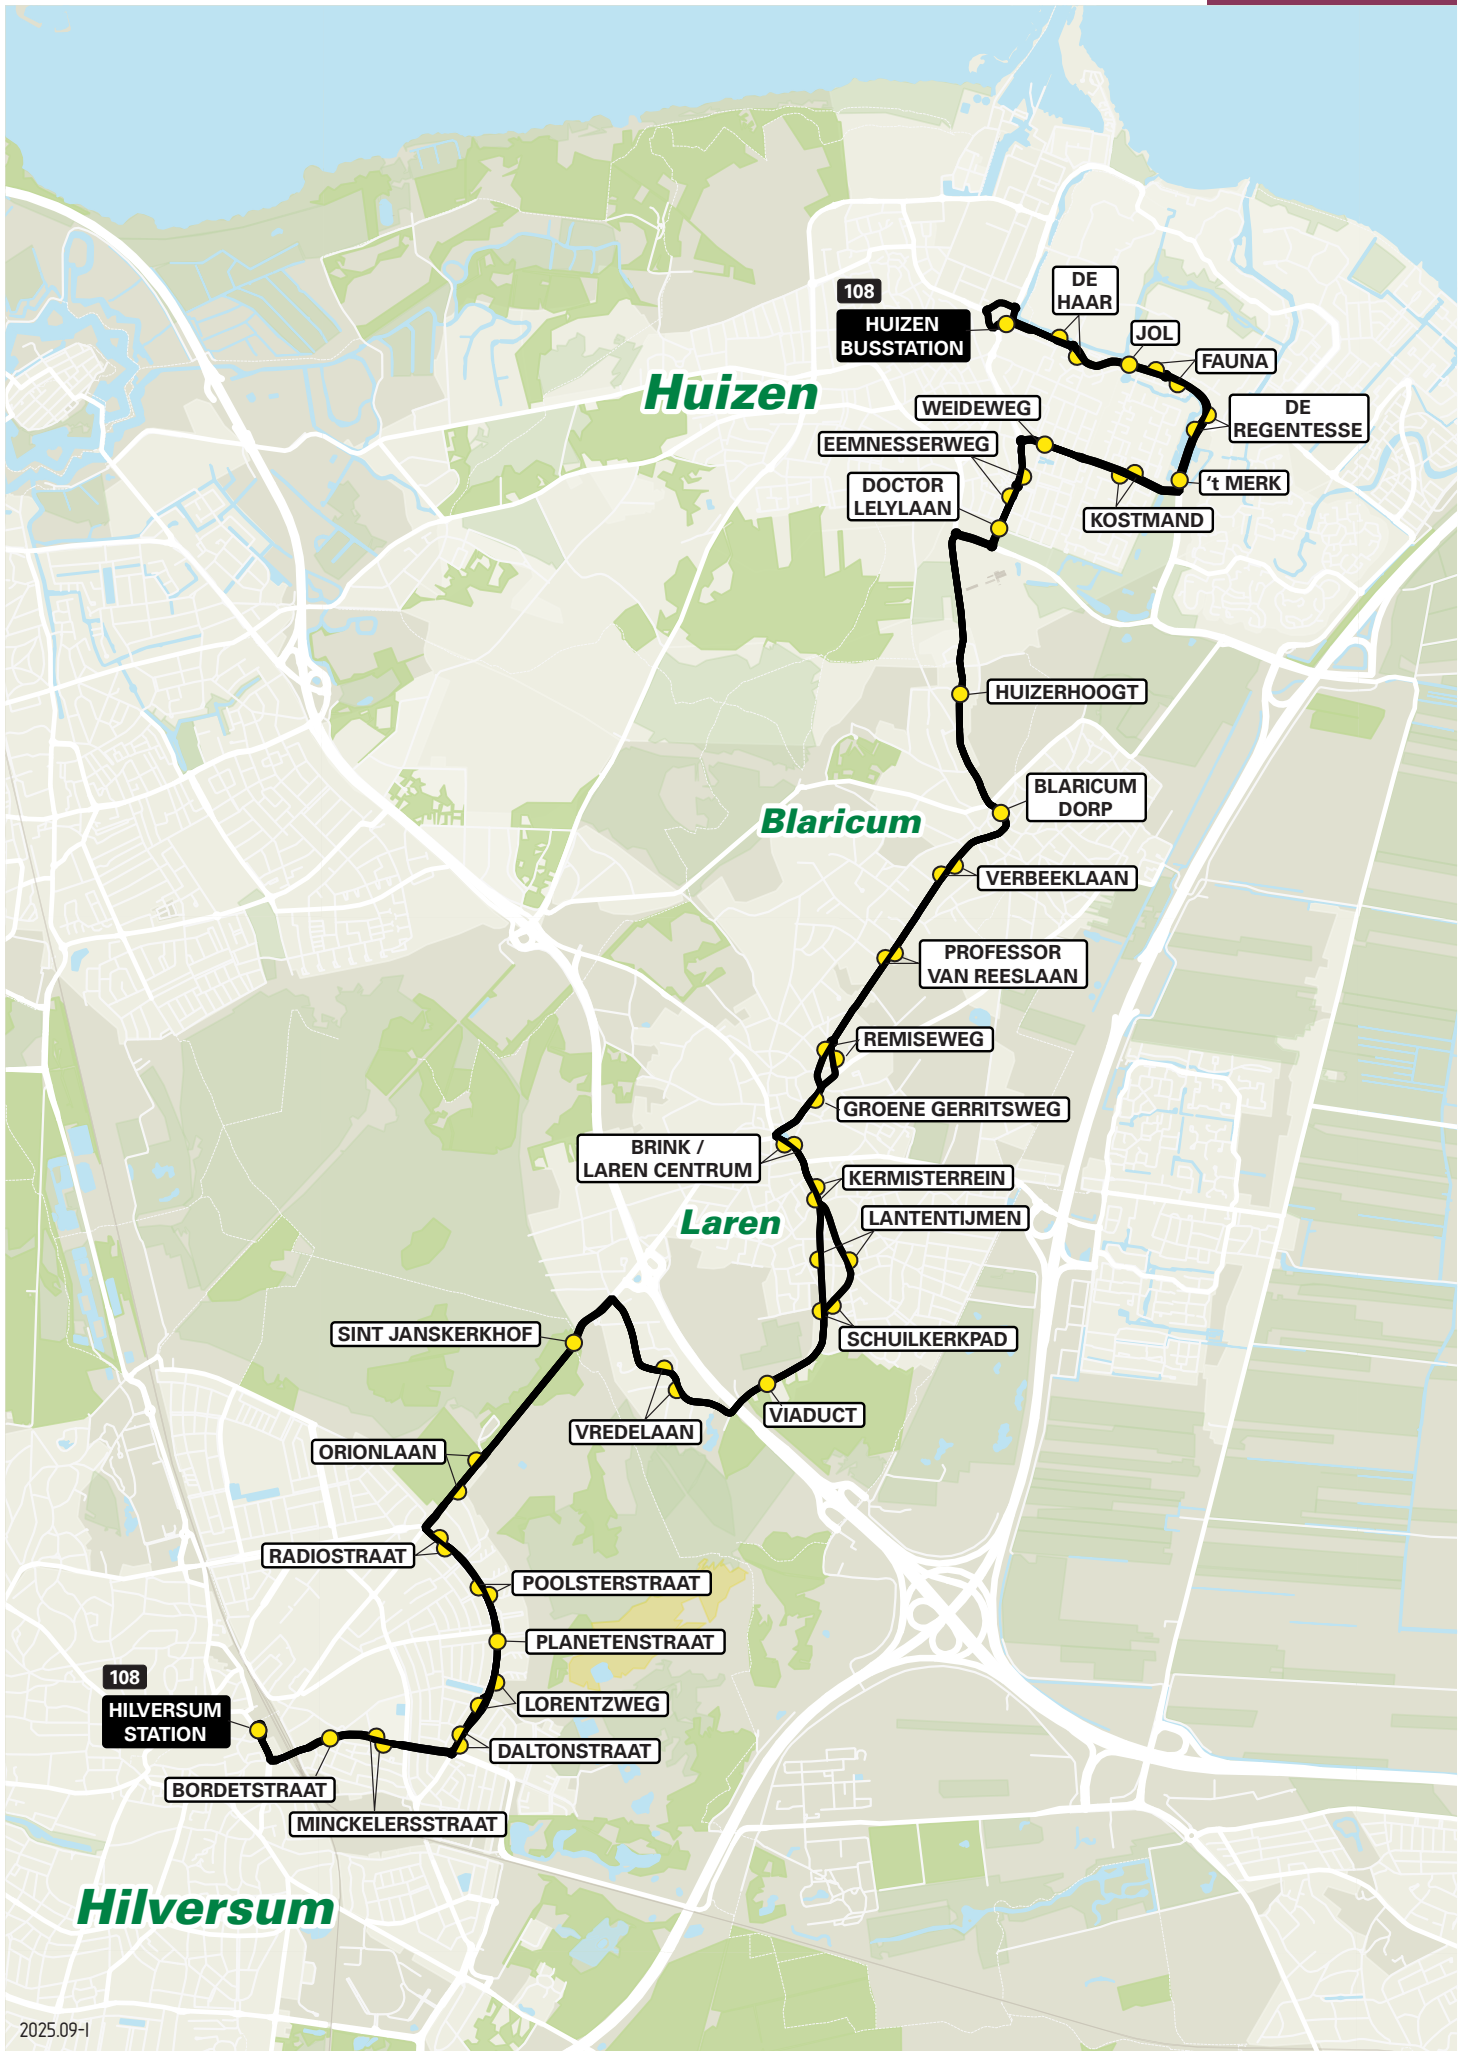 108
HUIZEN
BUSSTATION
DE
HAAR
JOL
FAUNA
Huizen
WEIDEWEG
DE
REGENTESSE
EEMNESSERWEG
DOCTOR
LELYLAAN
‘t MERK
KOSTMAND
HUIZERHOOGT
BLARICUM
DORP
Blaricum
VERBEEKLAAN
PROFESSOR
VAN REESLAAN
REMISEWEG
GROENE GERRITSWEG
BRINK /
LAREN CENTRUM
KERMISTERREIN
Laren
LANTENTIJMEN
SINT JANSKERKHOF
SCHUILKERKPAD
VIADUCT
VREDELAAN
ORIONLAAN
RADIOSTRAAT
POOLSTERSTRAAT
PLANETENSTRAAT
108
HILVERSUM
STATION
LORENTZWEG
DALTONSTRAAT
BORDETSTRAAT
MINCKELERSSTRAAT
Hilversum
2025.09-I